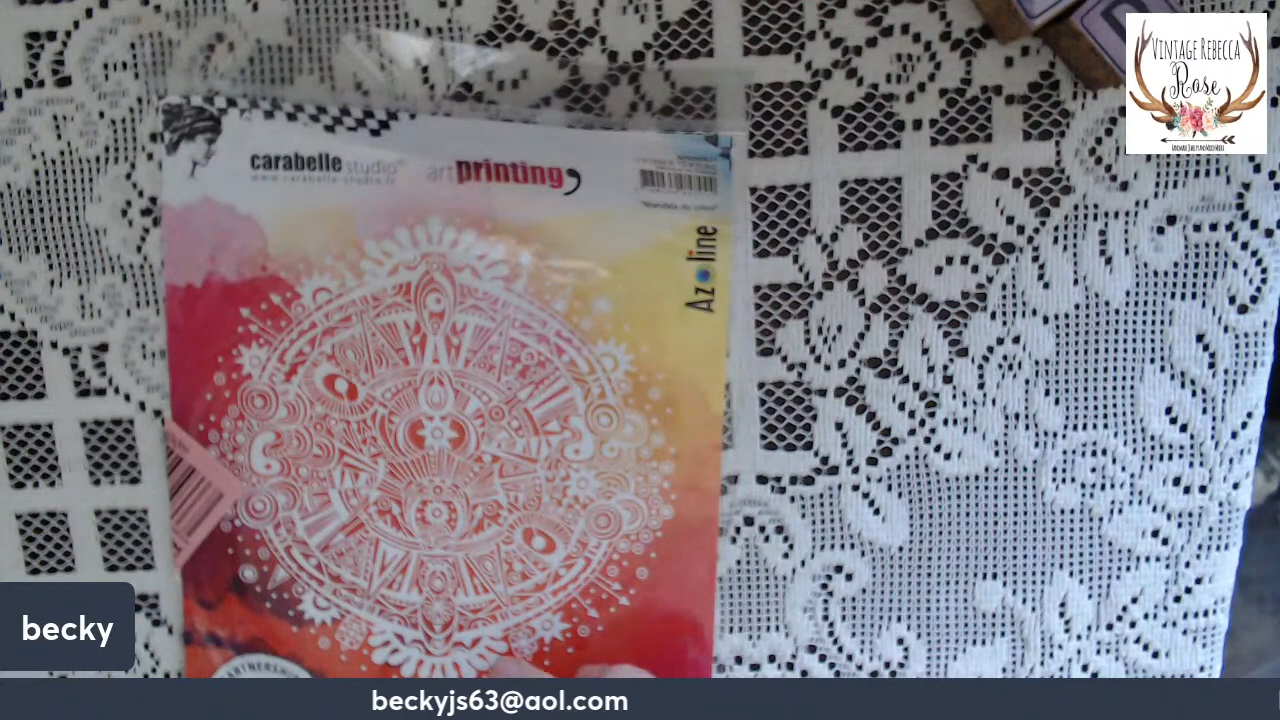 VINTAGE REBECCA
Rose
carabelle studio
www.carabelle-studio.fr
art printing,
Az line
becky
beckyjs63@aol.com